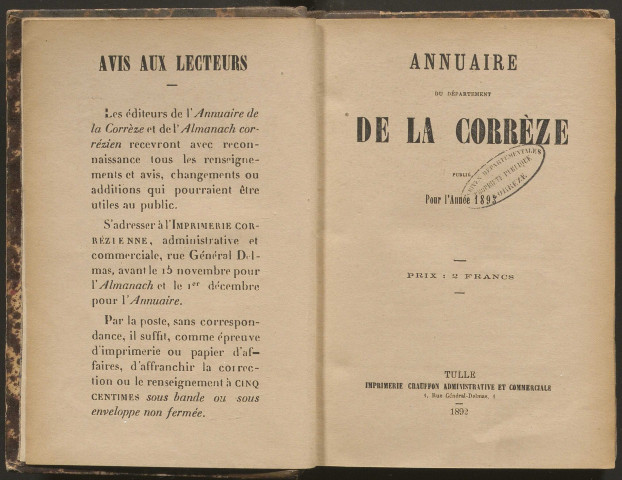 AVIS AUX LECTEURS
Les éditeurs de l'Annuaire de
la Corrèze et de l'Almanach cor-
rézien recevront avec recon-
naissance tous les renseigne-
ments et avis, changements ou
additions qui pourraient être
utiles au public.
S'adresser à l'IMPRIMERIE COR-
RÉZIENNE, administrative et
commerciale, rue Général Del-
mas, avant le 15 novembre pour
l'Almanach et le 1er décembre
pour l'Annuaire.
Par la poste, sans correspon-
dance, il suffit, comme épreuve
d'imprimerie ou papier d'af-
faires, d'affranchir la correc-
tion ou le renseignement à CINQ
CENTIMES sous bande ou sous
enveloppe non fermée.
ANNUAIRE
DU DÉPARTEMENT
DE LA CORRÈZE
PUBLIÉ
DÉPARTEMENTALES
PROPRIÉTÉ PUBLIQUE
CORRÈZE
Pour l'Année 1893
PRIX : 2 FRANCS
TULLE
IMPRIMERIE CRAUFFON ADMINISTRATIVE ET COMMERCIALE
1, Rue Général-Delmas, 1
1892